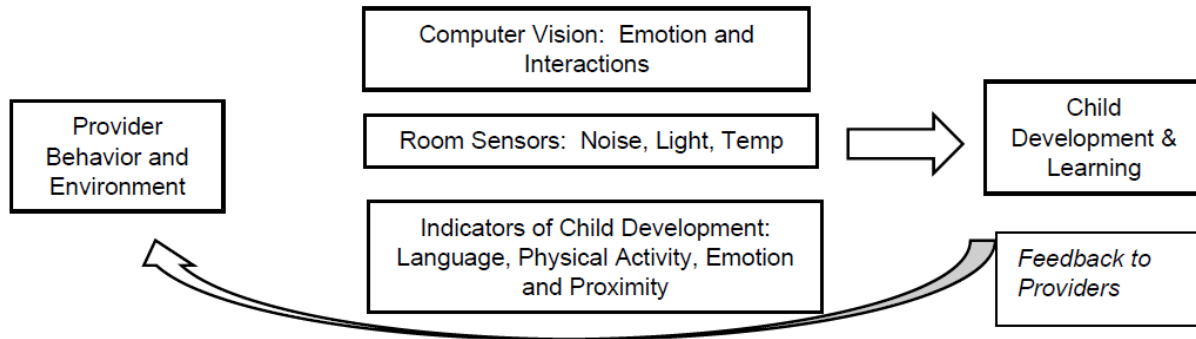 Computer Vision:  Emotion and
Interactions
Provider
Behavior and
Environment
Room Sensors:  Noise, Light, Temp
Child
Development &
Learning
Indicators of Child Development:
Language, Physical Activity, Emotion
and Proximity
Feedback to
Providers